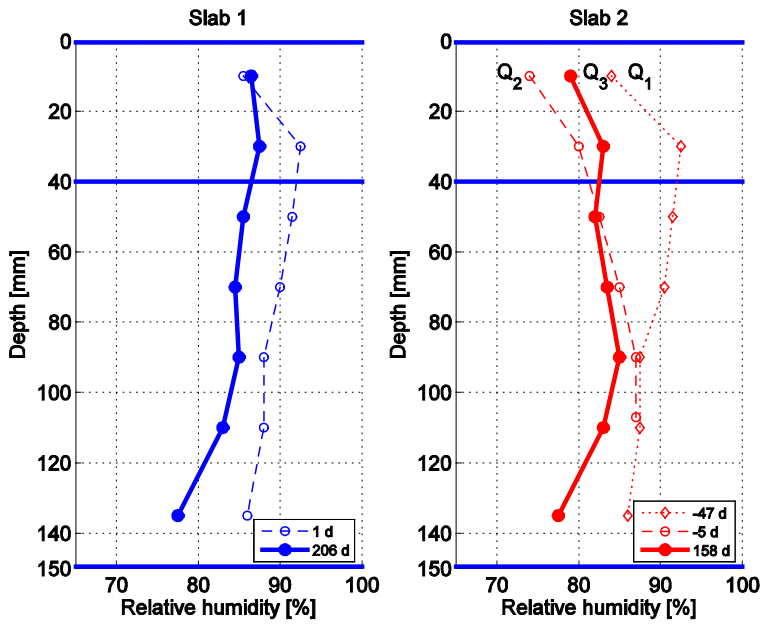 Slab 1
0
20
40
60
80
100
120
140
150
Depth [mm]
70 80 90 100
Relative humidity [%]
1 d
206 d
Slab 2
0
20
40
60
80
100
120
140
150
Depth [mm]
Q2 Q3 Q1
70 80 90 100
Relative humidity [%]
-47 d
-5 d
158 d